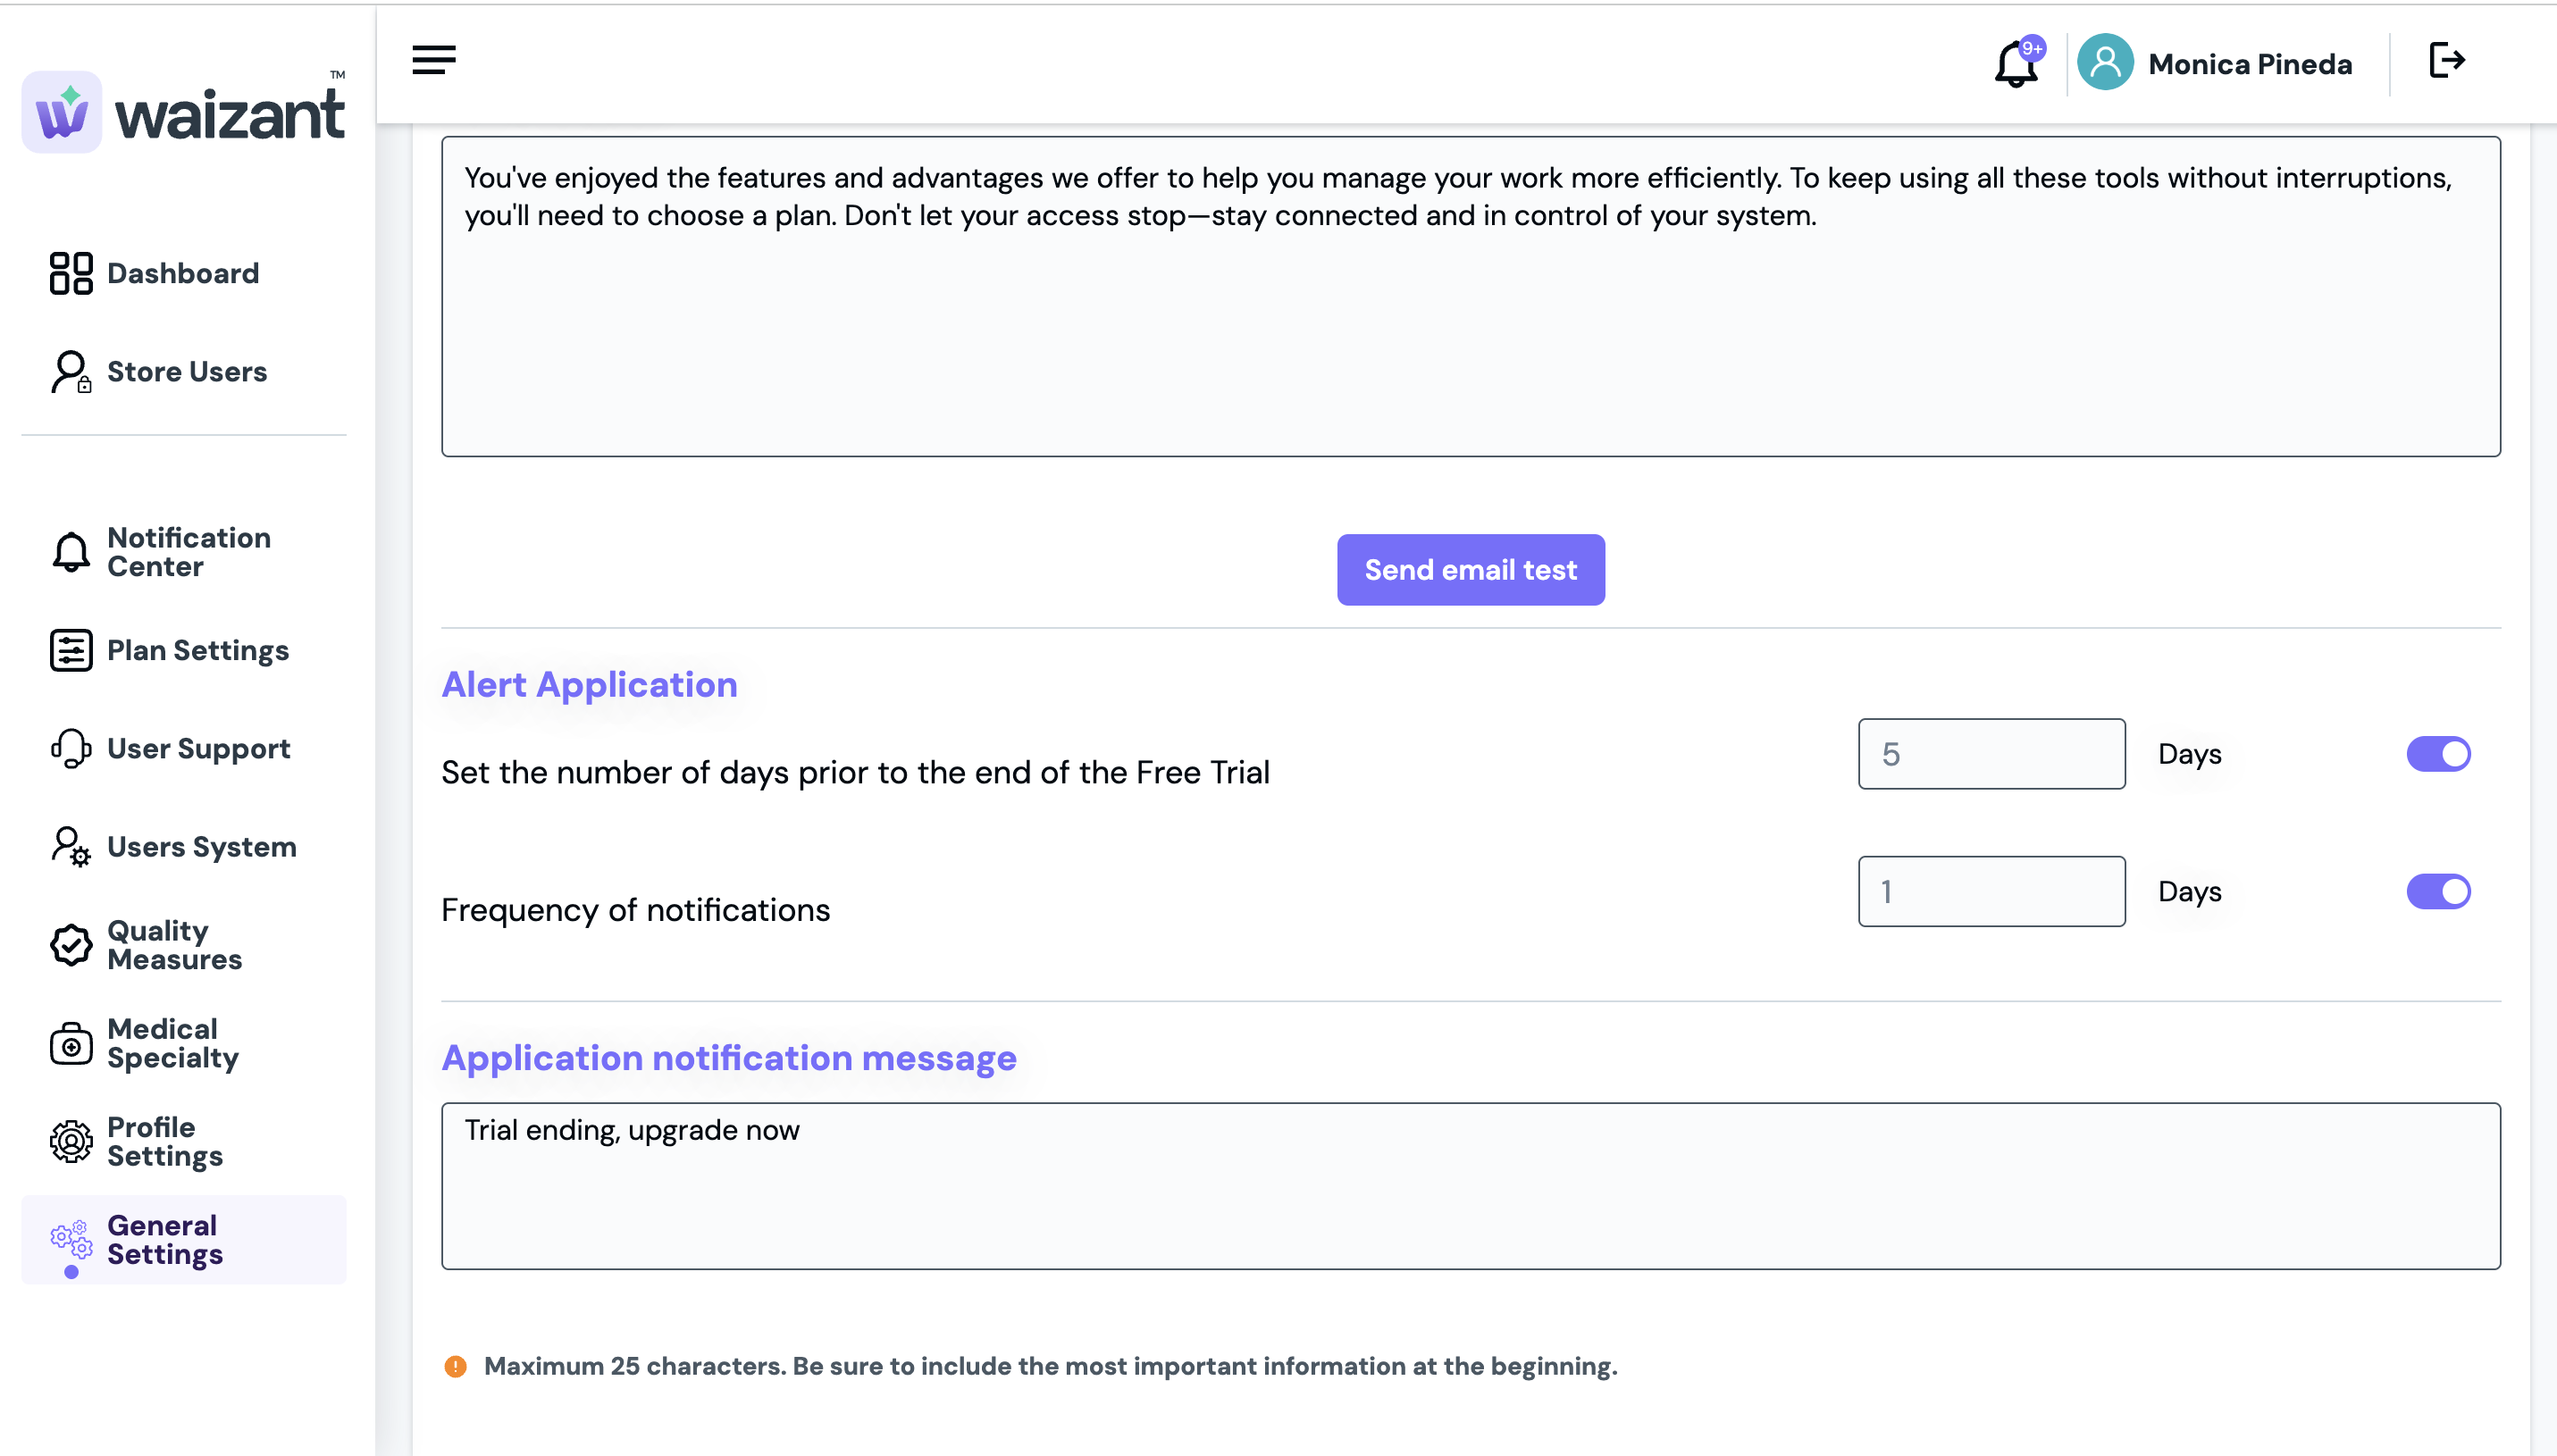 waizant
TM
Dashboard
Store Users
Notification
Center
Plan Settings
User Support
Users System
Quality
Measures
Medical
Specialty
Profile
Settings
General
Settings
9+
Monica Pineda
You've enjoyed the features and advantages we offer to help you manage your work more efficiently. To keep using all these tools without interruptions,
you'll need to choose a plan. Don't let your access stop—stay connected and in control of your system.
Send email test
Alert Application
Set the number of days prior to the end of the Free Trial
5
Days
Frequency of notifications
1
Days
Application notification message
Trial ending, upgrade now
Maximum 25 characters. Be sure to include the most important information at the beginning.